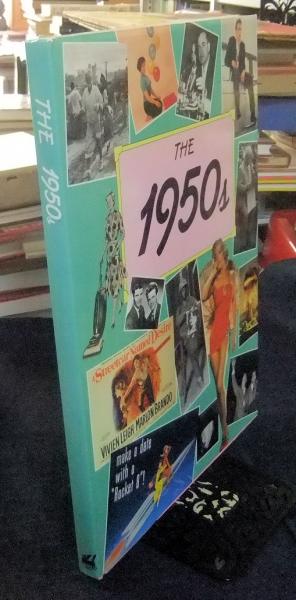 THE 1950s
THE
1950s
A Streetcar Named Desire
VIVIEN LEIGH MARLON BRANDO
make a date
with a
"Rocket 8"!